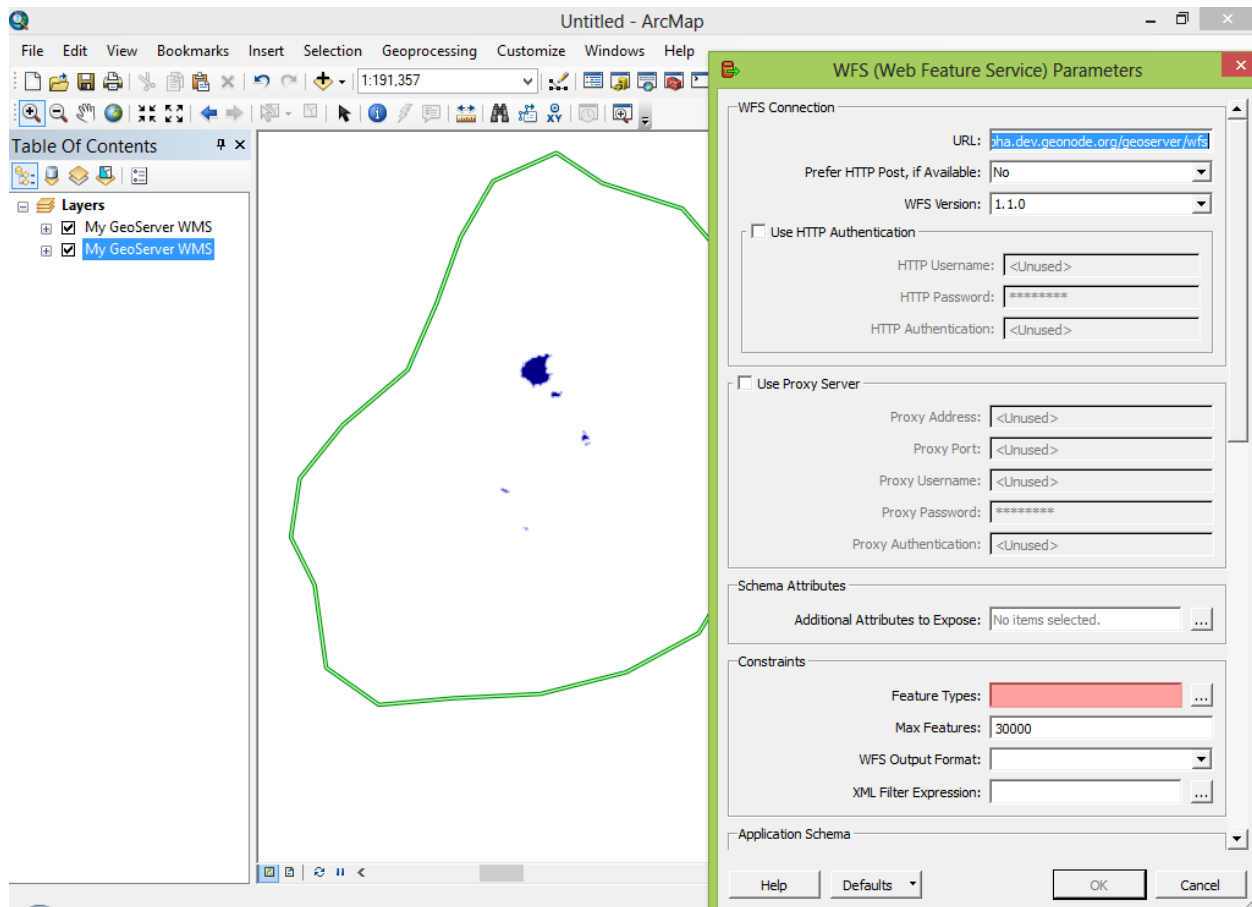 Untitled - ArcMap
File Edit View Bookmarks Insert Selection Geoprocessing Customize Windows Help
1:191,357
Table Of Contents
Layers
My GeoServer WMS
My GeoServer WMS
WFS (Web Feature Service) Parameters
WFS Connection
URL: pha.dev.geonode.org/geoserver/wfs
Prefer HTTP Post, if Available: No
WFS Version: 1.1.0
Use HTTP Authentication
HTTP Username: <Unused>
HTTP Password: ********
HTTP Authentication: <Unused>
Use Proxy Server
Proxy Address: <Unused>
Proxy Port: <Unused>
Proxy Username: <Unused>
Proxy Password: ********
Proxy Authentication: <Unused>
Schema Attributes
Additional Attributes to Expose: No items selected. ...
Constraints
Feature Types: ...
Max Features: 30000
WFS Output Format:
XML Filter Expression: ...
Application Schema
Help Defaults OK Cancel